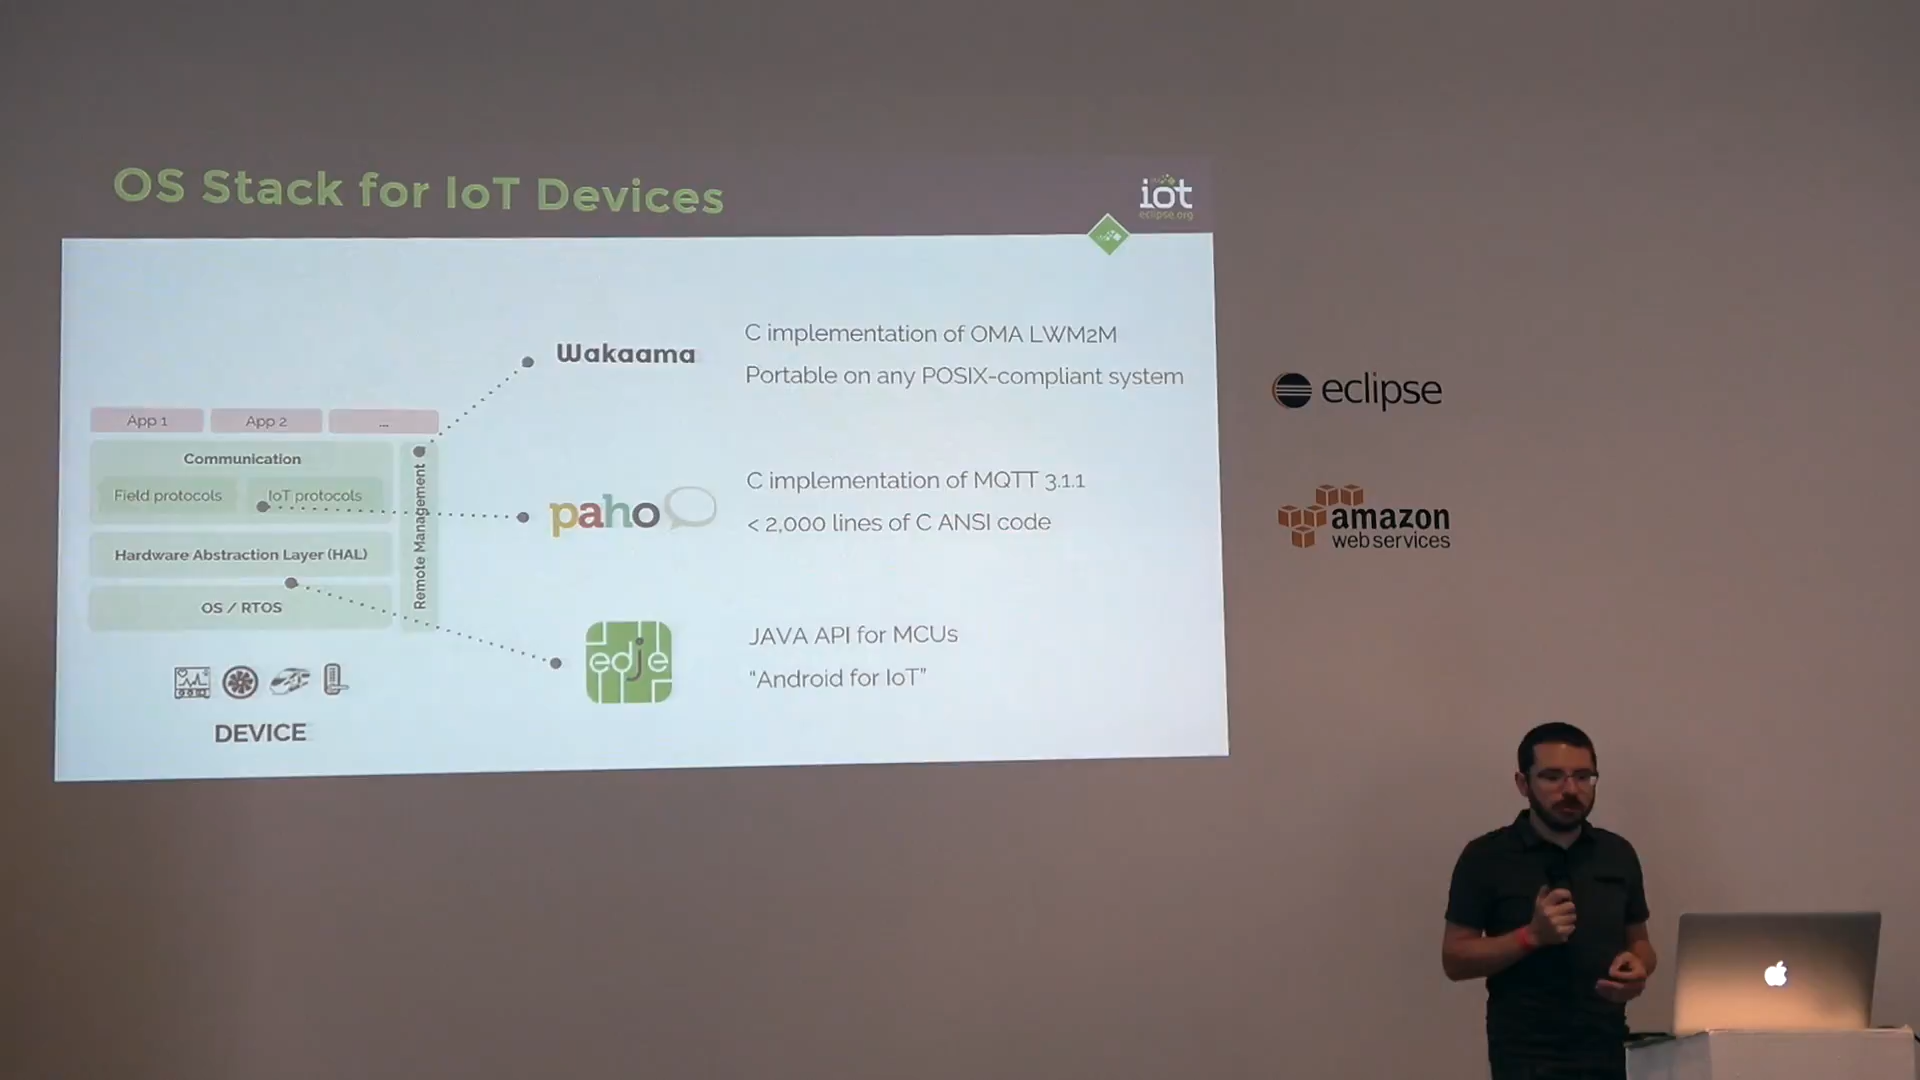 OS Stack for IoT Devices
iot
eclipse.org
Wakaama
C implementation of OMA LWM2M
Portable on any POSIX-compliant system
App 1
App 2
...
Communication
Field protocols
IoT protocols
Remote Management
Hardware Abstraction Layer (HAL)
OS / RTOS
DEVICE
paho
C implementation of MQTT 3.1.1
< 2,000 lines of C ANSI code
edje
JAVA API for MCUs
"Android for IoT"
eclipse
amazon
web services